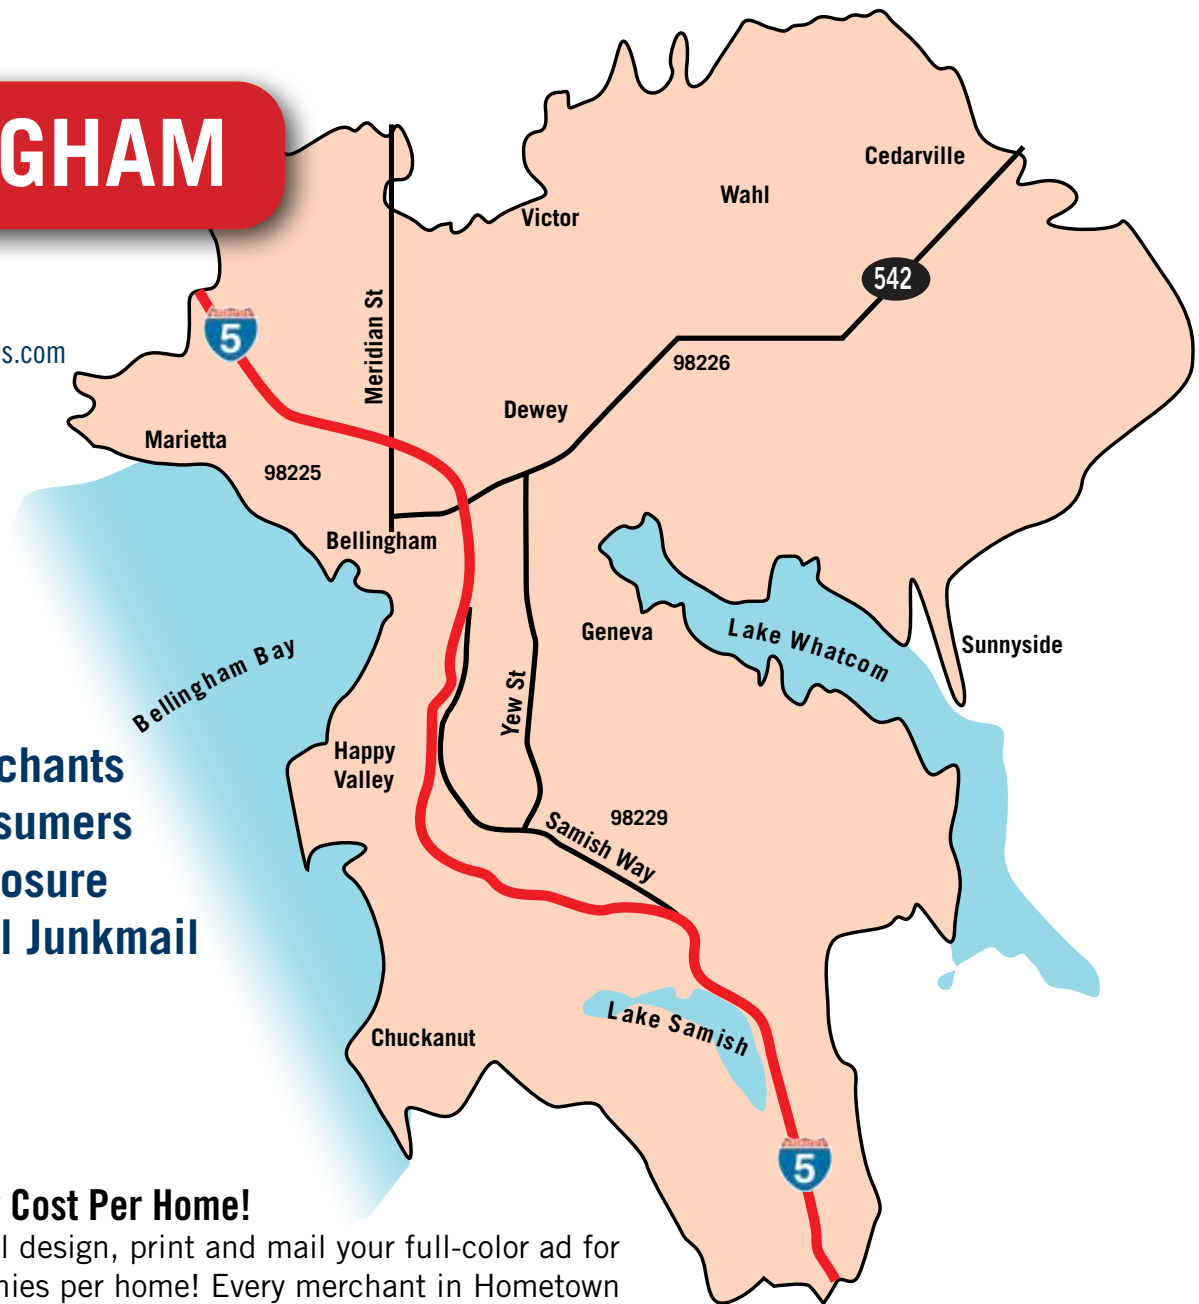 GHAM
Cedarville
Wahl
Victor
542
Meridian St
5
s.com
98226
Dewey
Marietta
98225
Bellingham
Geneva
Lake Whatcom
Sunnyside
Bellingham Bay
Yew St
Happy
Valley
chants
sumers
osure
l Junkmail
98229
Samish Way
Lake Samish
Chuckanut
5
Cost Per Home!
l design, print and mail your full-color ad for
nies per home! Every merchant in Hometown